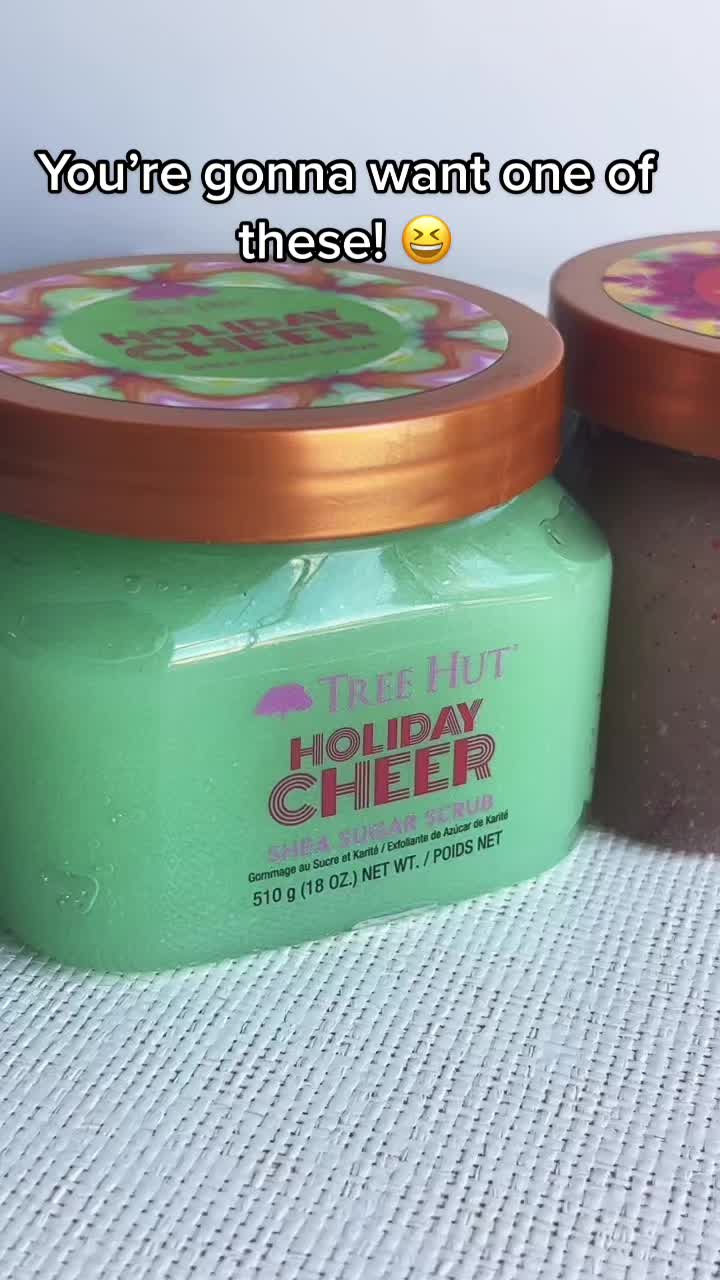 You're gonna want one of
these! 😆
HOLIDAY
CHEER
TREE HUT
HOLIDAY
CHEER
SHEA SUGAR SCRUB
Gommage au Sucre et Karité / Exfoliante de Azúcar de Karité
510 g (18 OZ.) NET WT. / POIDS NET